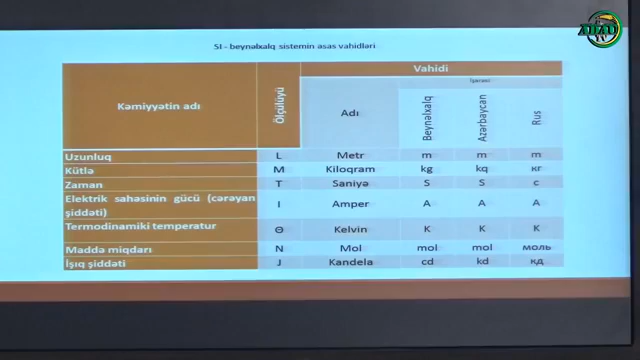 SI - beynəlxalq sistemin əsas vahidləri
Kəmiyyətin adı Ölçülüyü Vahidi
Adı İşarəsi
Beynəlxalq Azərbaycan Rus
Uzunluq L Metr m m m
Kütlə M Kiloqram kg kq кг
Zaman T Saniyə S S c
Elektrik sahəsinin gücü (cərəyan şiddəti) I Amper A A A
Termodinamiki temperatur Θ Kelvin K K K
Maddə miqdarı N Mol mol mol моль
İşıq şiddəti J Kandela cd kd кд